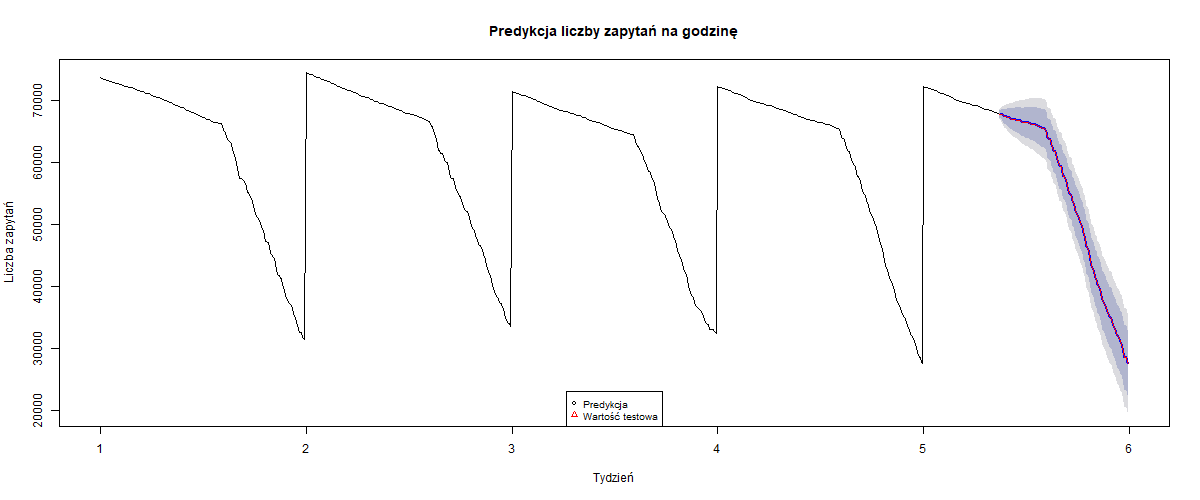 Predykcja liczby zapytań na godzinę
Liczba zapytań
70000
60000
50000
40000
30000
20000
Predykcja
Wartość testowa
1 2 3 4 5 6
Tydzień